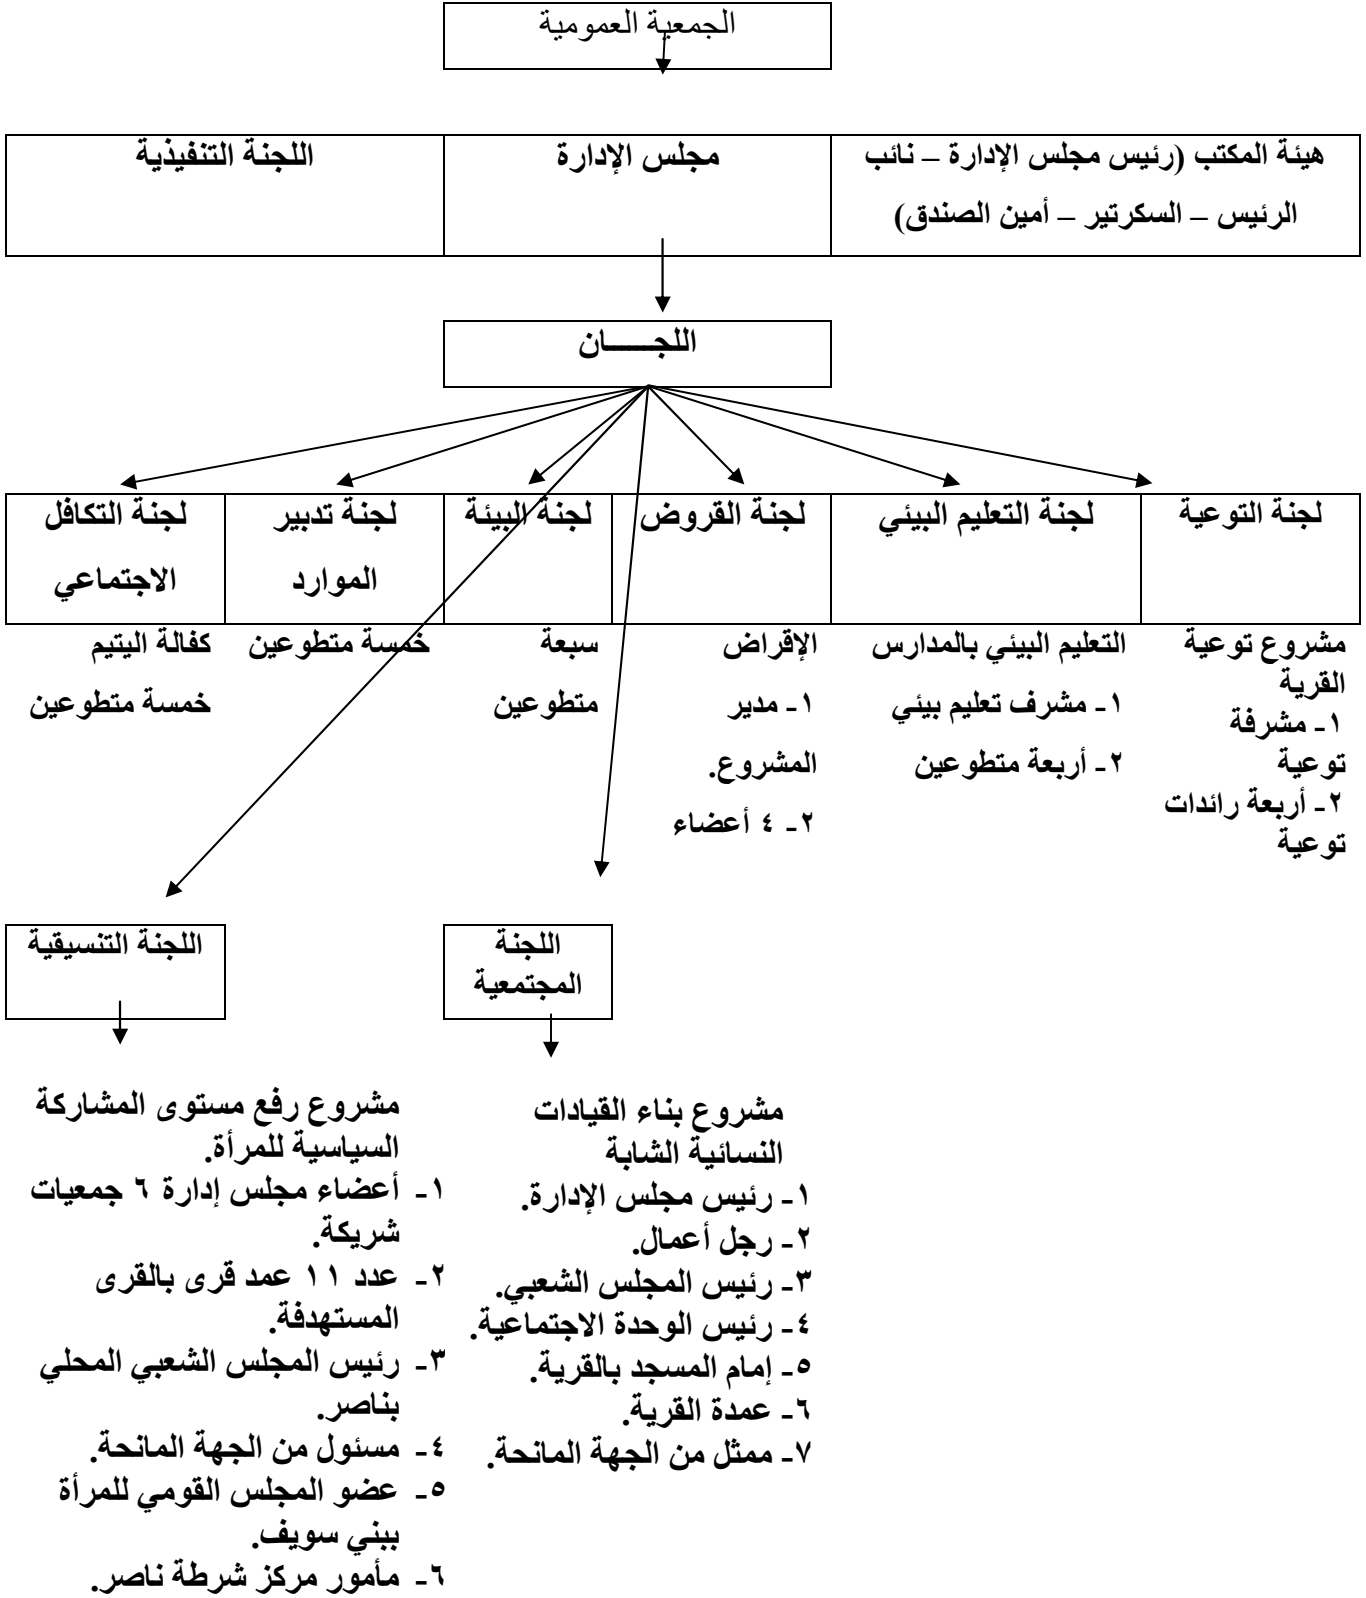 الجمعية العمومية
هيئة المكتب (رئيس مجلس الإدارة – نائب
الرئيس – السكرتير – أمين الصندق)
مجلس الإدارة
اللجنة التنفيذية
اللجـــــــان
لجنة التوعية
لجنة التعليم البيئي
لجنة القروض
لجنة البيئة
لجنة تدبير
الموارد
لجنة التكافل
الاجتماعي
مشروع توعية
القرية
١- مشرفة
توعية
٢- أربعة رائدات
توعية
التعليم البيئي بالمدارس
١- مشرف تعليم بيئي
٢- أربعة متطوعين
الإقراض
١- مدير
المشروع.
٢- ٤ أعضاء
سبعة
متطوعين
خمسة متطوعين
كفالة اليتيم
خمسة متطوعين
اللجنة
المجتمعية
مشروع بناء القيادات
النسائية الشابة
١- رئيس مجلس الإدارة.
٢- رجل أعمال.
٣- رئيس المجلس الشعبي.
٤- رئيس الوحدة الاجتماعية.
٥- إمام المسجد بالقرية.
٦- عمدة القرية.
٧- ممثل من الجهة المانحة.
اللجنة التنسيقية
مشروع رفع مستوى المشاركة
السياسية للمرأة.
١- أعضاء مجلس إدارة ٦ جمعيات
شريكة.
٢- عدد ١١ عمد قرى بالقرى
المستهدفة.
٣- رئيس المجلس الشعبي المحلي
بناصر.
٤- مسئول من الجهة المانحة.
٥- عضو المجلس القومي للمرأة
ببني سويف.
٦- مأمور مركز شرطة ناصر.